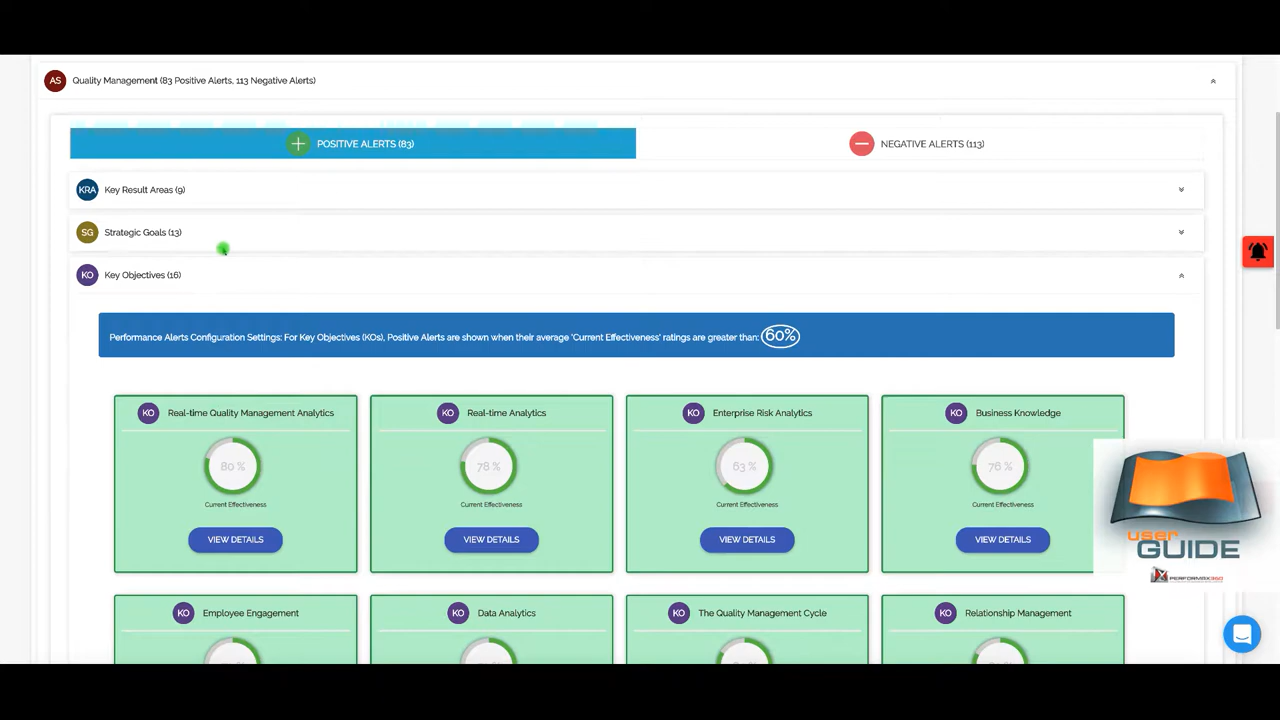 AS Quality Management (83 Positive Alerts, 113 Negative Alerts)
POSITIVE ALERTS (83)
NEGATIVE ALERTS (113)
KRA Key Result Areas (9)
SG Strategic Goals (13)
KO Key Objectives (16)
Performance Alerts Configuration Settings: For Key Objectives (KOs), Positive Alerts are shown when their average 'Current Effectiveness' ratings are greater than: 60%
KO Real-time Quality Management Analytics
80 %
Current Effectiveness
VIEW DETAILS
KO Real-time Analytics
78 %
Current Effectiveness
VIEW DETAILS
KO Enterprise Risk Analytics
63 %
Current Effectiveness
VIEW DETAILS
KO Business Knowledge
76 %
Current Effectiveness
VIEW DETAILS
user
GUIDE
PERFORMISK360
KO Employee Engagement
KO Data Analytics
KO The Quality Management Cycle
KO Relationship Management